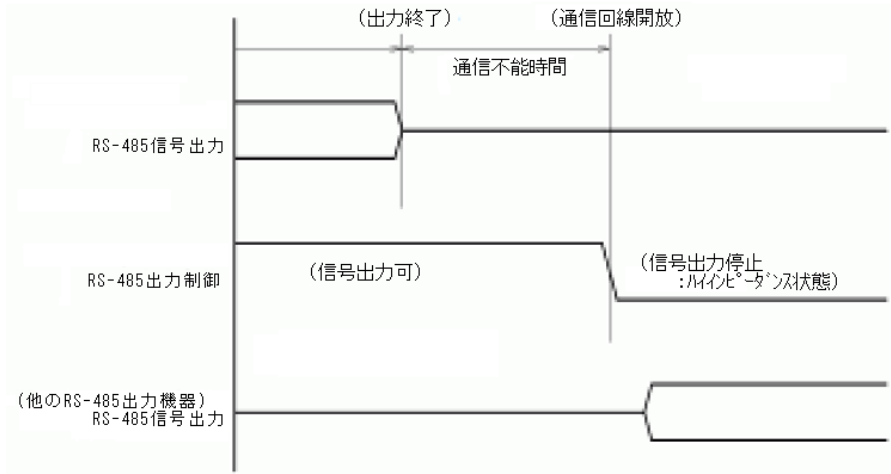 (出力終了)
(通信回線開放)
通信不能時間
RS-485信号出力
RS-485出力制御
(信号出力可)
(信号出力停止
:ハイインピーダンス状態)
(他のRS-485出力機器)
RS-485信号出力